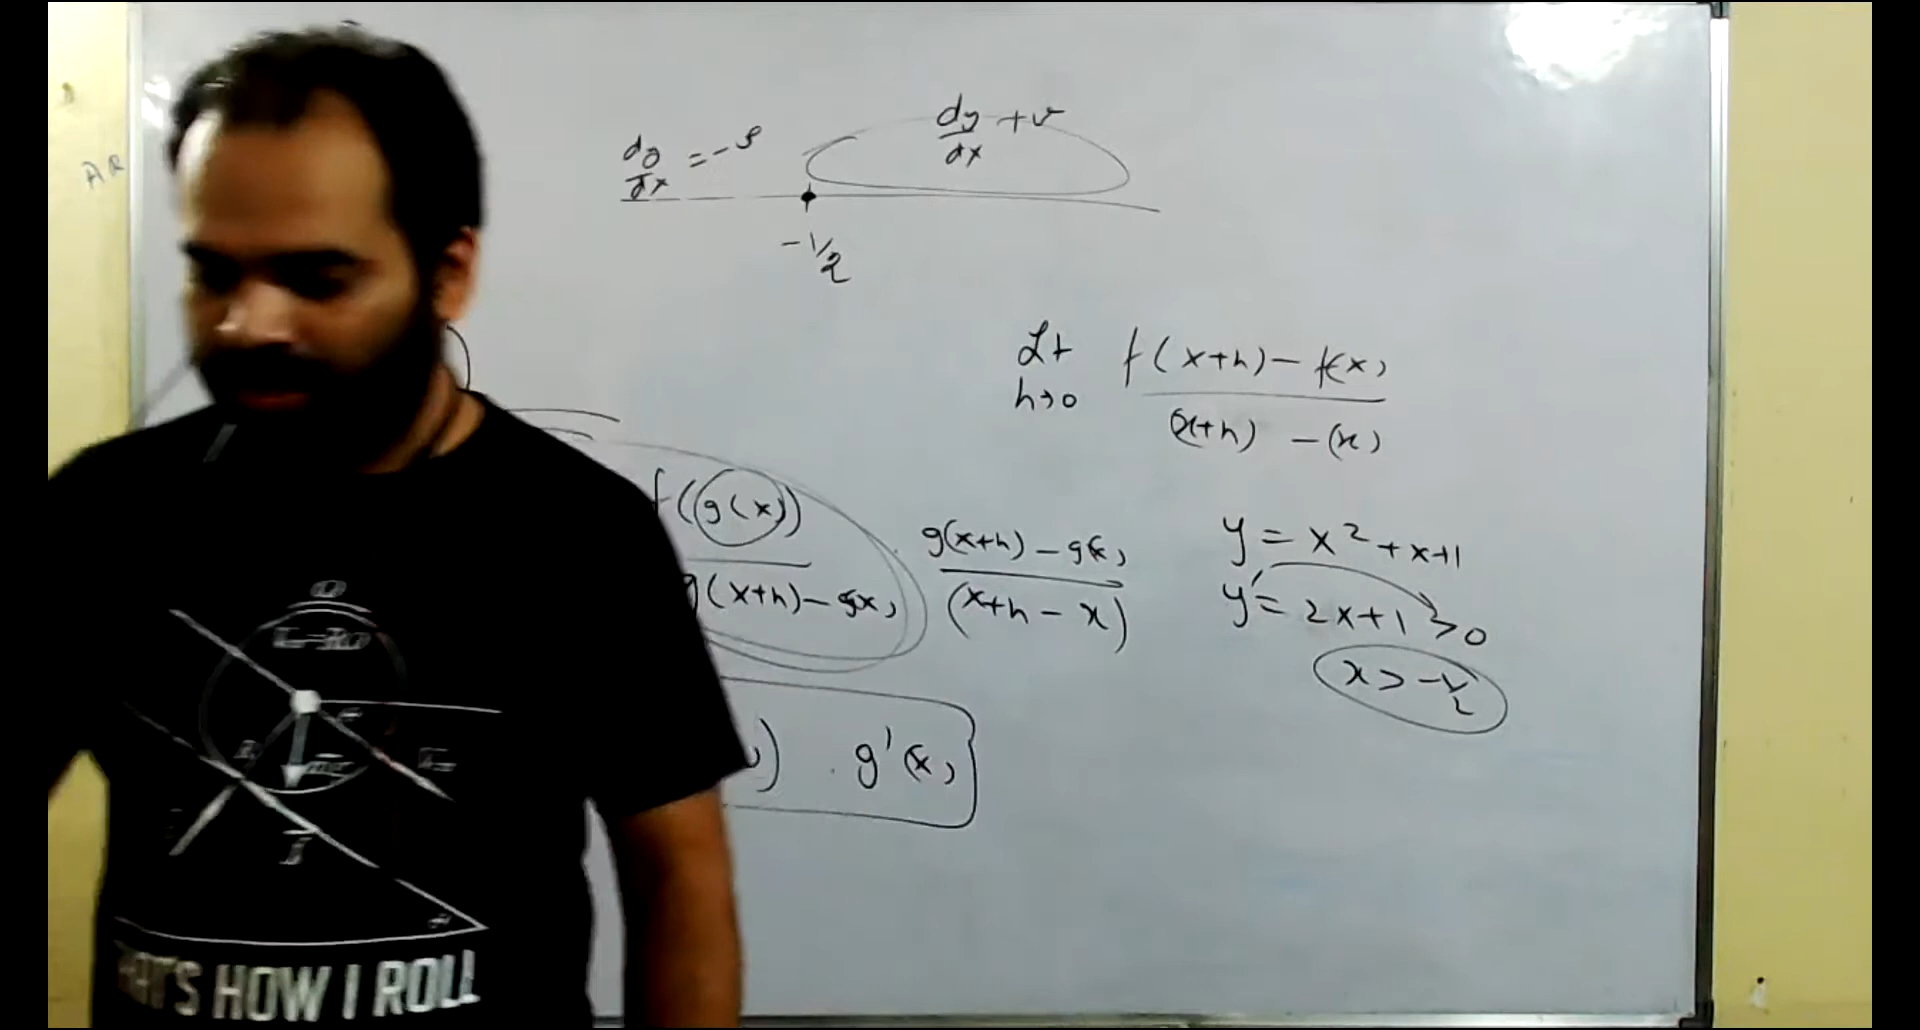 dy/dx = -ve
dy/dx +ve
-1/2
Lt h→0 f(x+h) - f(x) / (x+h) - (x)
f(g(x)) / g(x+h) - g(x)
g(x+h) - g(x) / (x+h - x)
y = x² + x+1
y' = 2x+1 > 0
x > -1/2
) . g'(x)
AR
HAT'S HOW I ROLL